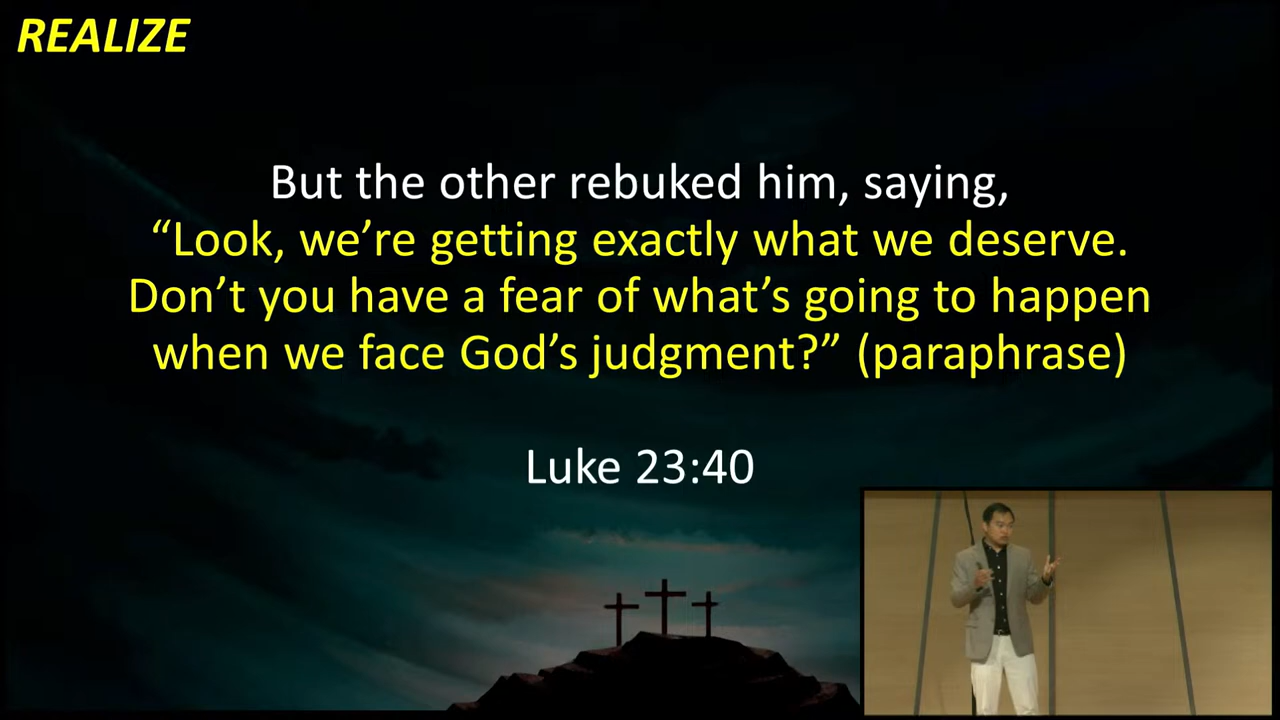 REALIZE
But the other rebuked him, saying,
“Look, we’re getting exactly what we deserve.
Don’t you have a fear of what’s going to happen
when we face God’s judgment?” (paraphrase)
Luke 23:40